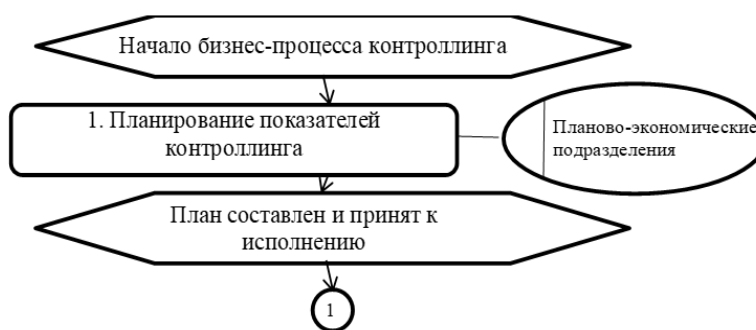 Начало бизнес-процесса контроллинга
1. Планирование показателей
контроллинга
Планово-экономические
подразделения
План составлен и принят к
исполнению
1